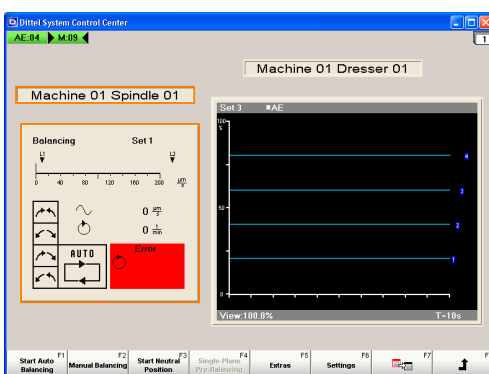 Dittel System Control Center
AE:04 M:09
1
Machine 01 Dresser 01
Machine 01 Spindle 01
Set 3 AE
100
%
50
0
4
3
2
1
View:100.0% T=10s
Balancing Set 1
L1 L2
0 40 80 120 160 200 µm/s
0 µm/s
0 1/min
AUTO
Error
F1 Start Auto Balancing
F2 Manual Balancing
F3 Start Neutral Position
F4 Single-Plane Pre-Balancing
F5 Extras
F6 Settings
F7
F